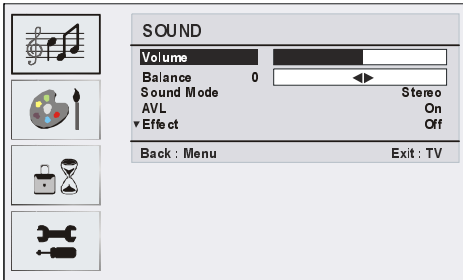 SOUND
Volume
Balance 0
Sound Mode Stereo
AVL On
Effect Off
Back : Menu Exit : TV